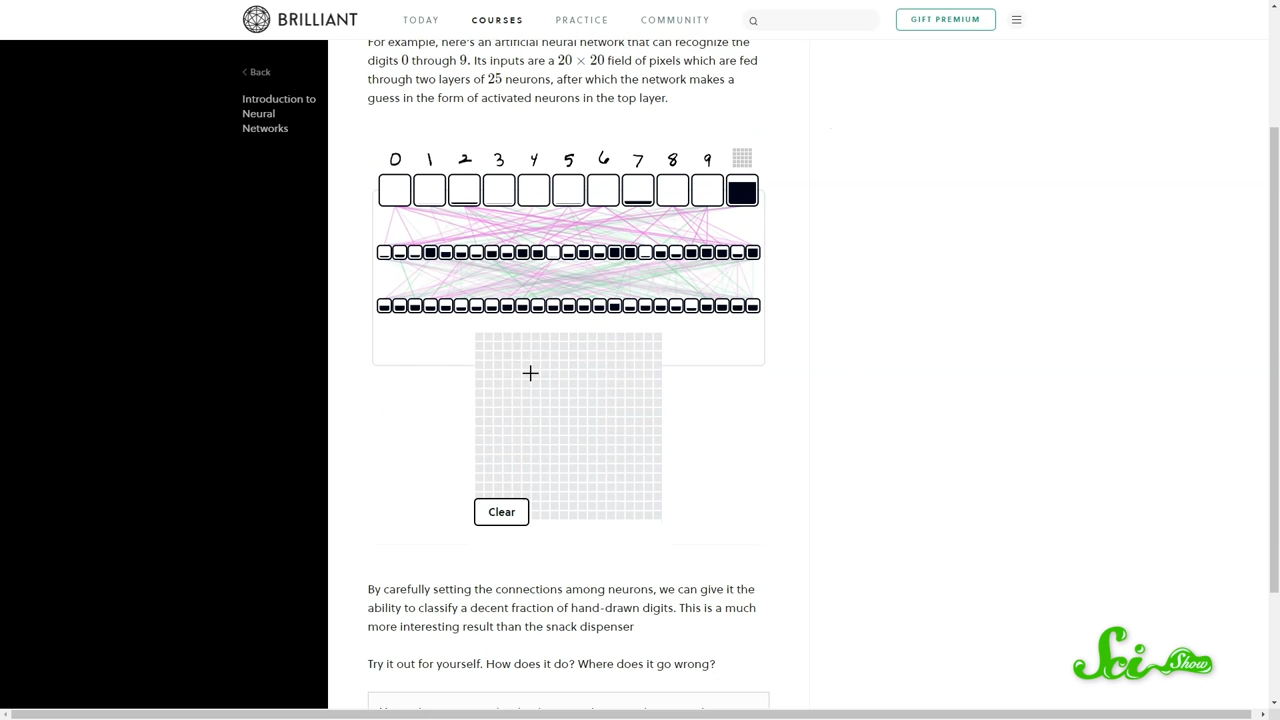 BRILLIANT
TODAY COURSES PRACTICE COMMUNITY GIFT PREMIUM
For example, here's an artificial neural network that can recognize the
digits 0 through 9. Its inputs are a 20 × 20 field of pixels which are fed
through two layers of 25 neurons, after which the network makes a
guess in the form of activated neurons in the top layer.
Back
Introduction to
Neural
Networks
0 1 2 3 4 5 6 7 8 9
Clear
By carefully setting the connections among neurons, we can give it the
ability to classify a decent fraction of hand-drawn digits. This is a much
more interesting result than the snack dispenser
Try it out for yourself. How does it do? Where does it go wrong?
Sci Show